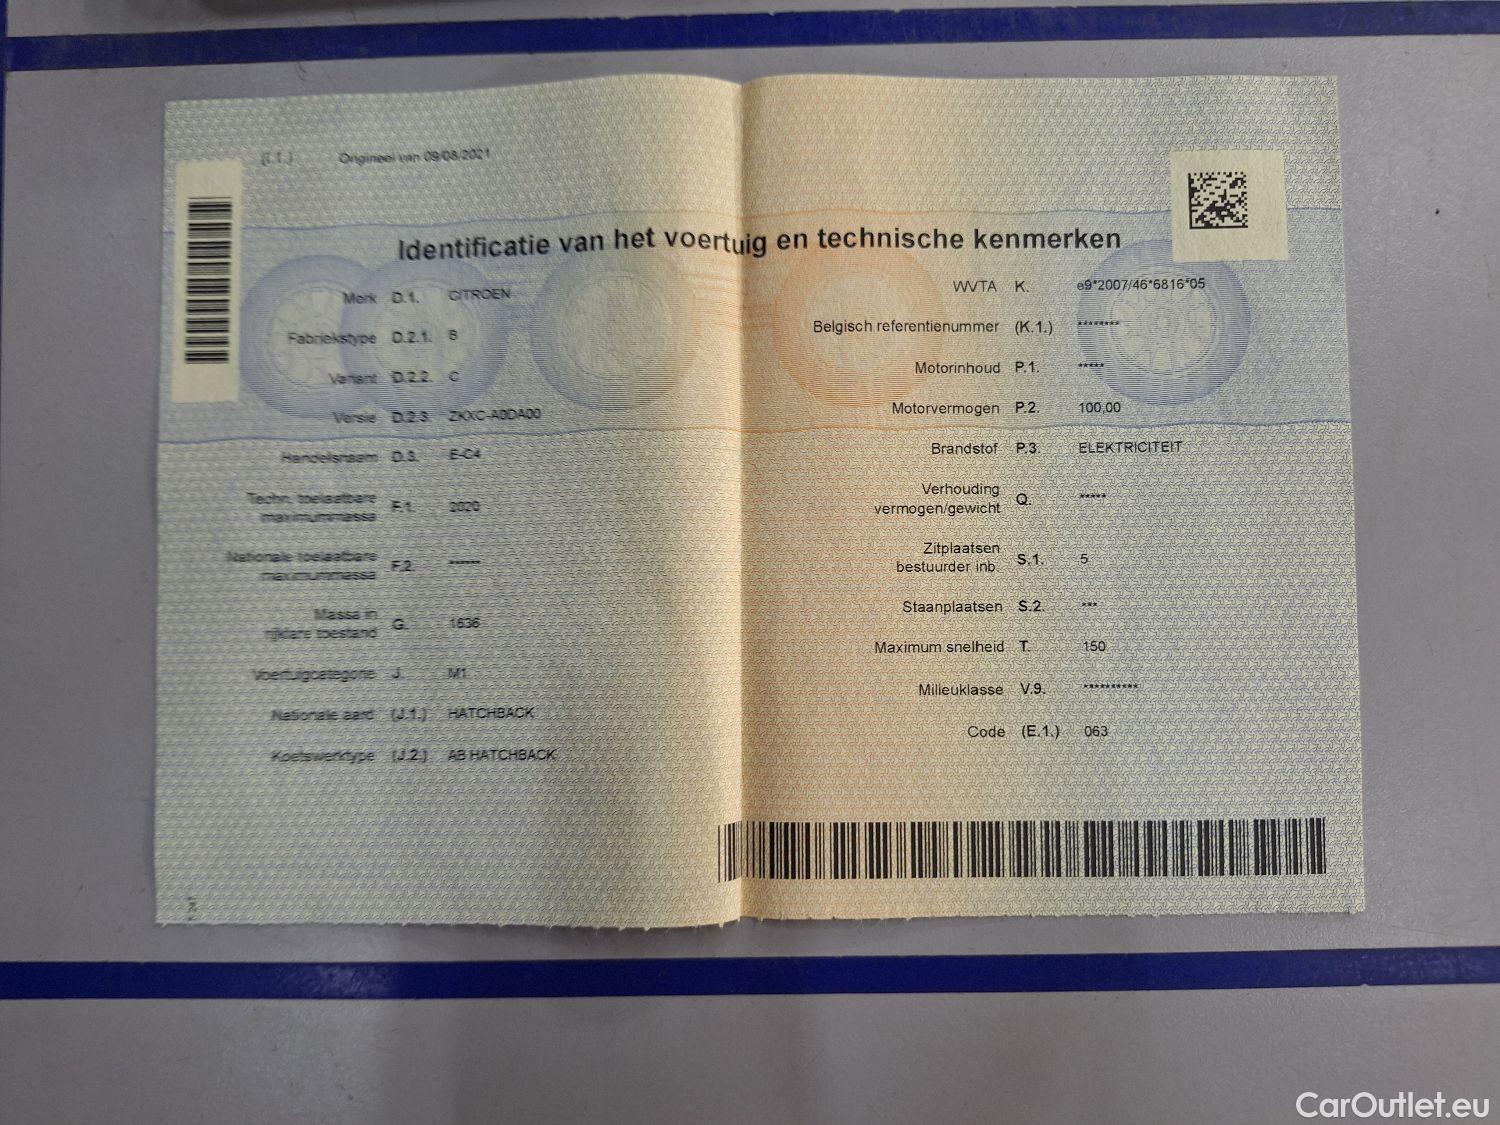 (I.1.) Origineel van 09/08/2021
Identificatie van het voertuig en technische kenmerken
Merk D.1. CITROEN
Fabriekstype D.2.1. B
Variant D.2.2. C
Versie D.2.3. ZKXC-A0DA00
Handelsnaam D.3. E-C4
Techn. toelaatbare
maximummassa F.1. 2020
Nationale toelaatbare
maximummassa F.2. ******
Massa in
rijklare toestand G. 1636
Voertuigcategorie J. M1
Nationale aard (J.1.) HATCHBACK
Koetswerktype (J.2.) AB HATCHBACK
WVTA K. e9*2007/46*6816*05
Belgisch referentienummer (K.1.) ********
Motorinhoud P.1. *****
Motorvermogen P.2. 100,00
Brandstof P.3. ELEKTRICITEIT
Verhouding
vermogen/gewicht Q. *****
Zitplaatsen
bestuurder inb. S.1. 5
Staanplaatsen S.2. ***
Maximum snelheid T. 150
Milieuklasse V.9. **********
Code (E.1.) 063
CarOutlet.eu